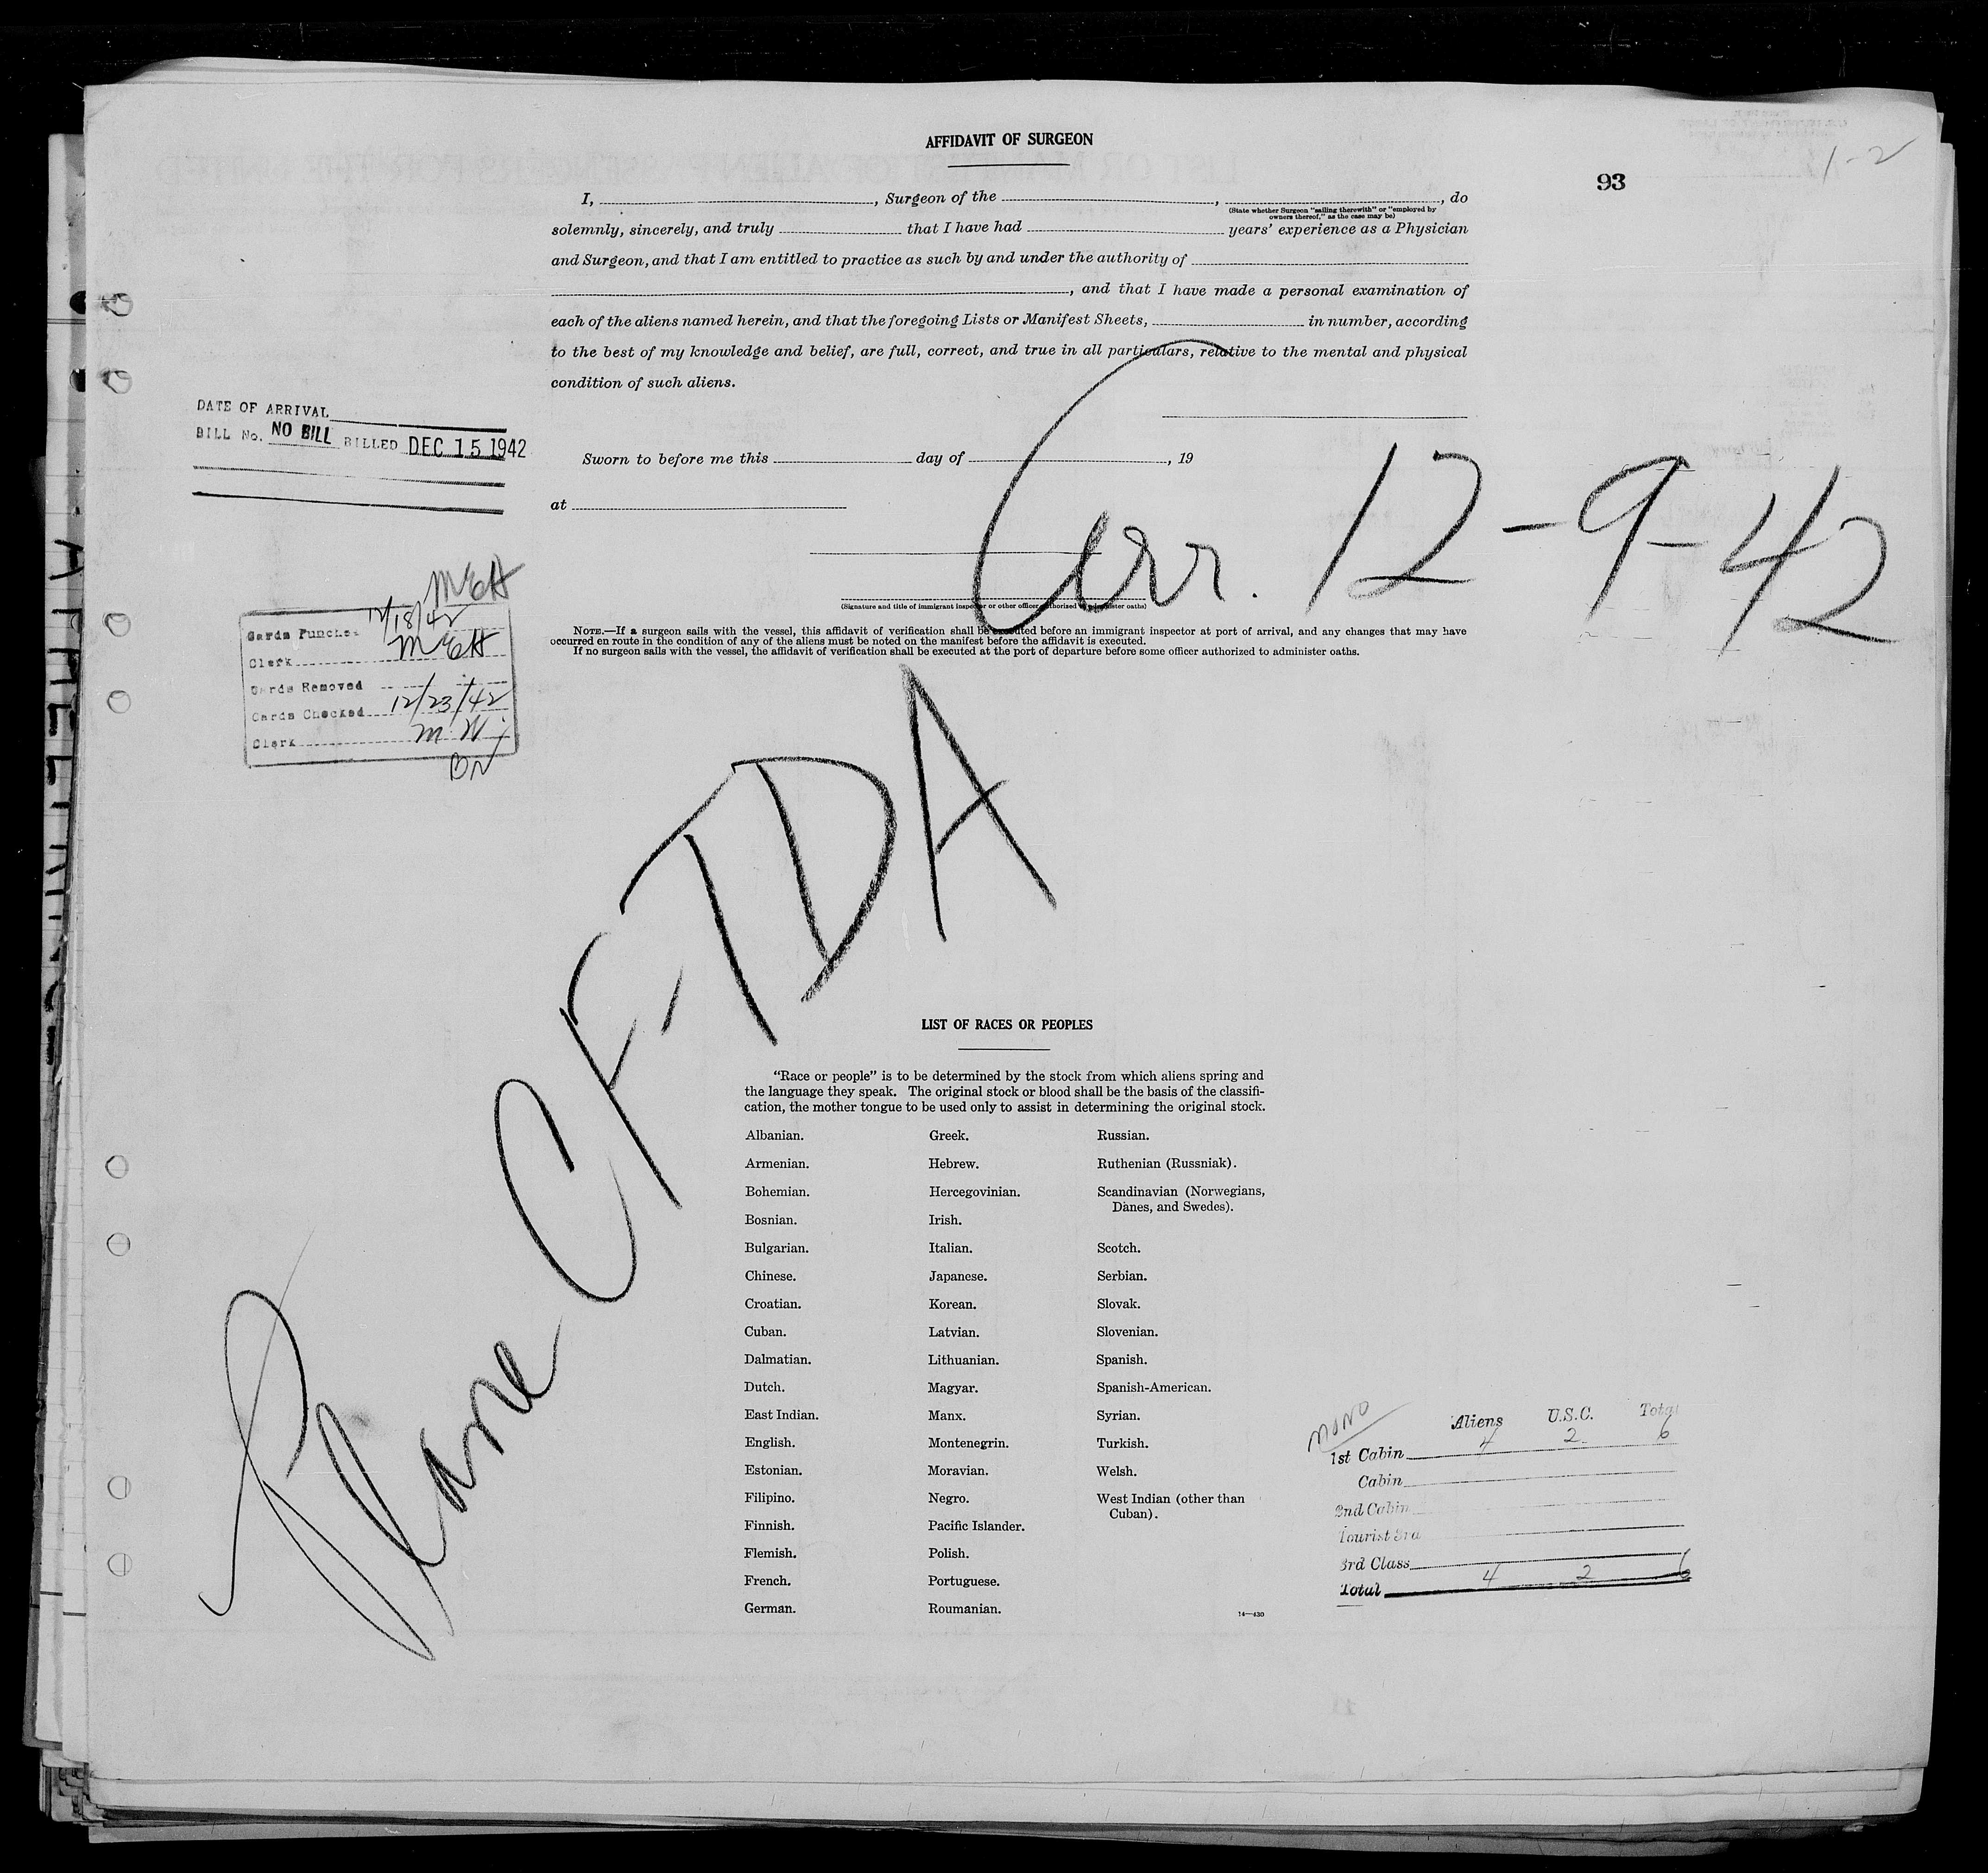 AFFIDAVIT OF SURGEON
93
1-2
I, , Surgeon of the , , do
(State whether Surgeon "sailing therewith" or "employed by owners thereof," as the case may be)
solemnly, sincerely, and truly that I have had years' experience as a Physician
and Surgeon, and that I am entitled to practice as such by and under the authority of
, and that I have made a personal examination of
each of the aliens named herein, and that the foregoing Lists or Manifest Sheets, in number, according
to the best of my knowledge and belief, are full, correct, and true in all particulars, relative to the mental and physical
condition of such aliens.
DATE OF ARRIVAL
BILL No. NO BILL BILLED DEC 15 1942
Sworn to before me this day of , 19
at
Arr. 12-9-42
(Signature and title of immigrant inspector or other officer authorized to administer oaths)
NOTE.—If a surgeon sails with the vessel, this affidavit of verification shall be executed before an immigrant inspector at port of arrival, and any changes that may have
occurred en route in the condition of any of the aliens must be noted on the manifest before the affidavit is executed.
If no surgeon sails with the vessel, the affidavit of verification shall be executed at the port of departure before some officer authorized to administer oaths.
Cards Punched 12/18/42
Clerk
Cards Removed
Cards Checked 12/23/42
Clerk
Plane CF-TDA
LIST OF RACES OR PEOPLES
"Race or people" is to be determined by the stock from which aliens spring and
the language they speak. The original stock or blood shall be the basis of the classifi-
cation, the mother tongue to be used only to assist in determining the original stock.
Albanian.
Armenian.
Bohemian.
Bosnian.
Bulgarian.
Chinese.
Croatian.
Cuban.
Dalmatian.
Dutch.
East Indian.
English.
Estonian.
Filipino.
Finnish.
Flemish.
French.
German.
Greek.
Hebrew.
Hercegovinian.
Irish.
Italian.
Japanese.
Korean.
Latvian.
Lithuanian.
Magyar.
Manx.
Montenegrin.
Moravian.
Negro.
Pacific Islander.
Polish.
Portuguese.
Roumanian.
Russian.
Ruthenian (Russniak).
Scandinavian (Norwegians,
Danes, and Swedes).
Scotch.
Serbian.
Slovak.
Slovenian.
Spanish.
Spanish-American.
Syrian.
Turkish.
Welsh.
West Indian (other than
Cuban).
14—430
Aliens U.S.C. Total
1st Cabin 4 2 6
Cabin
2nd Cabin
Tourist 3rd
3rd Class
Total 4 2 6